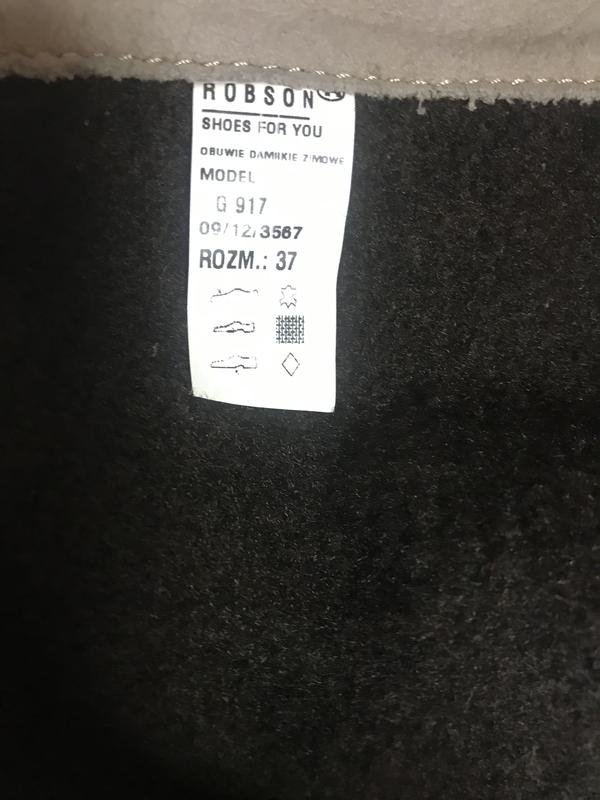 ROBSON®
SHOES FOR YOU
OBUWIE DAMSKIE ZIMOWE
MODEL
G 917
09/12/3567
ROZM.: 37